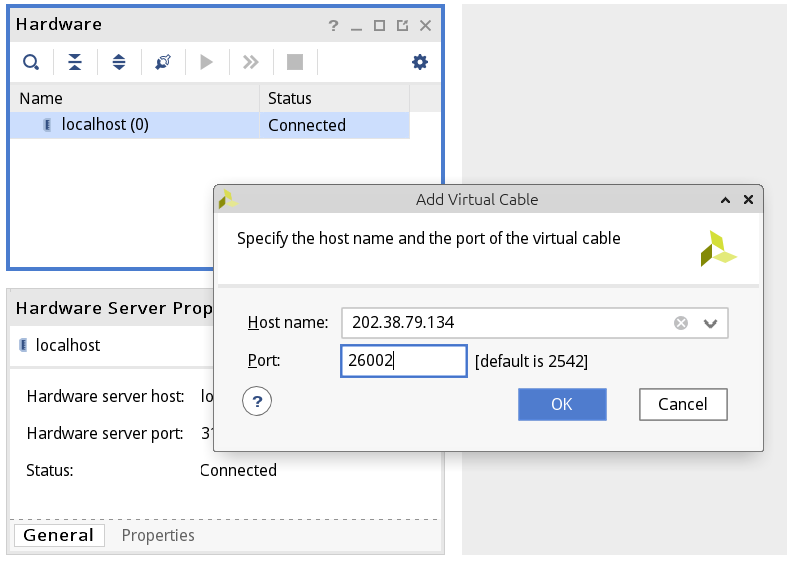 Hardware
Name Status
localhost (0) Connected
Add Virtual Cable
Specify the host name and the port of the virtual cable
Host name: 202.38.79.134
Port: 26002 [default is 2542]
? OK Cancel
Hardware Server Prop
localhost
Hardware server host: lo
Hardware server port:
Status: Connected
General Properties